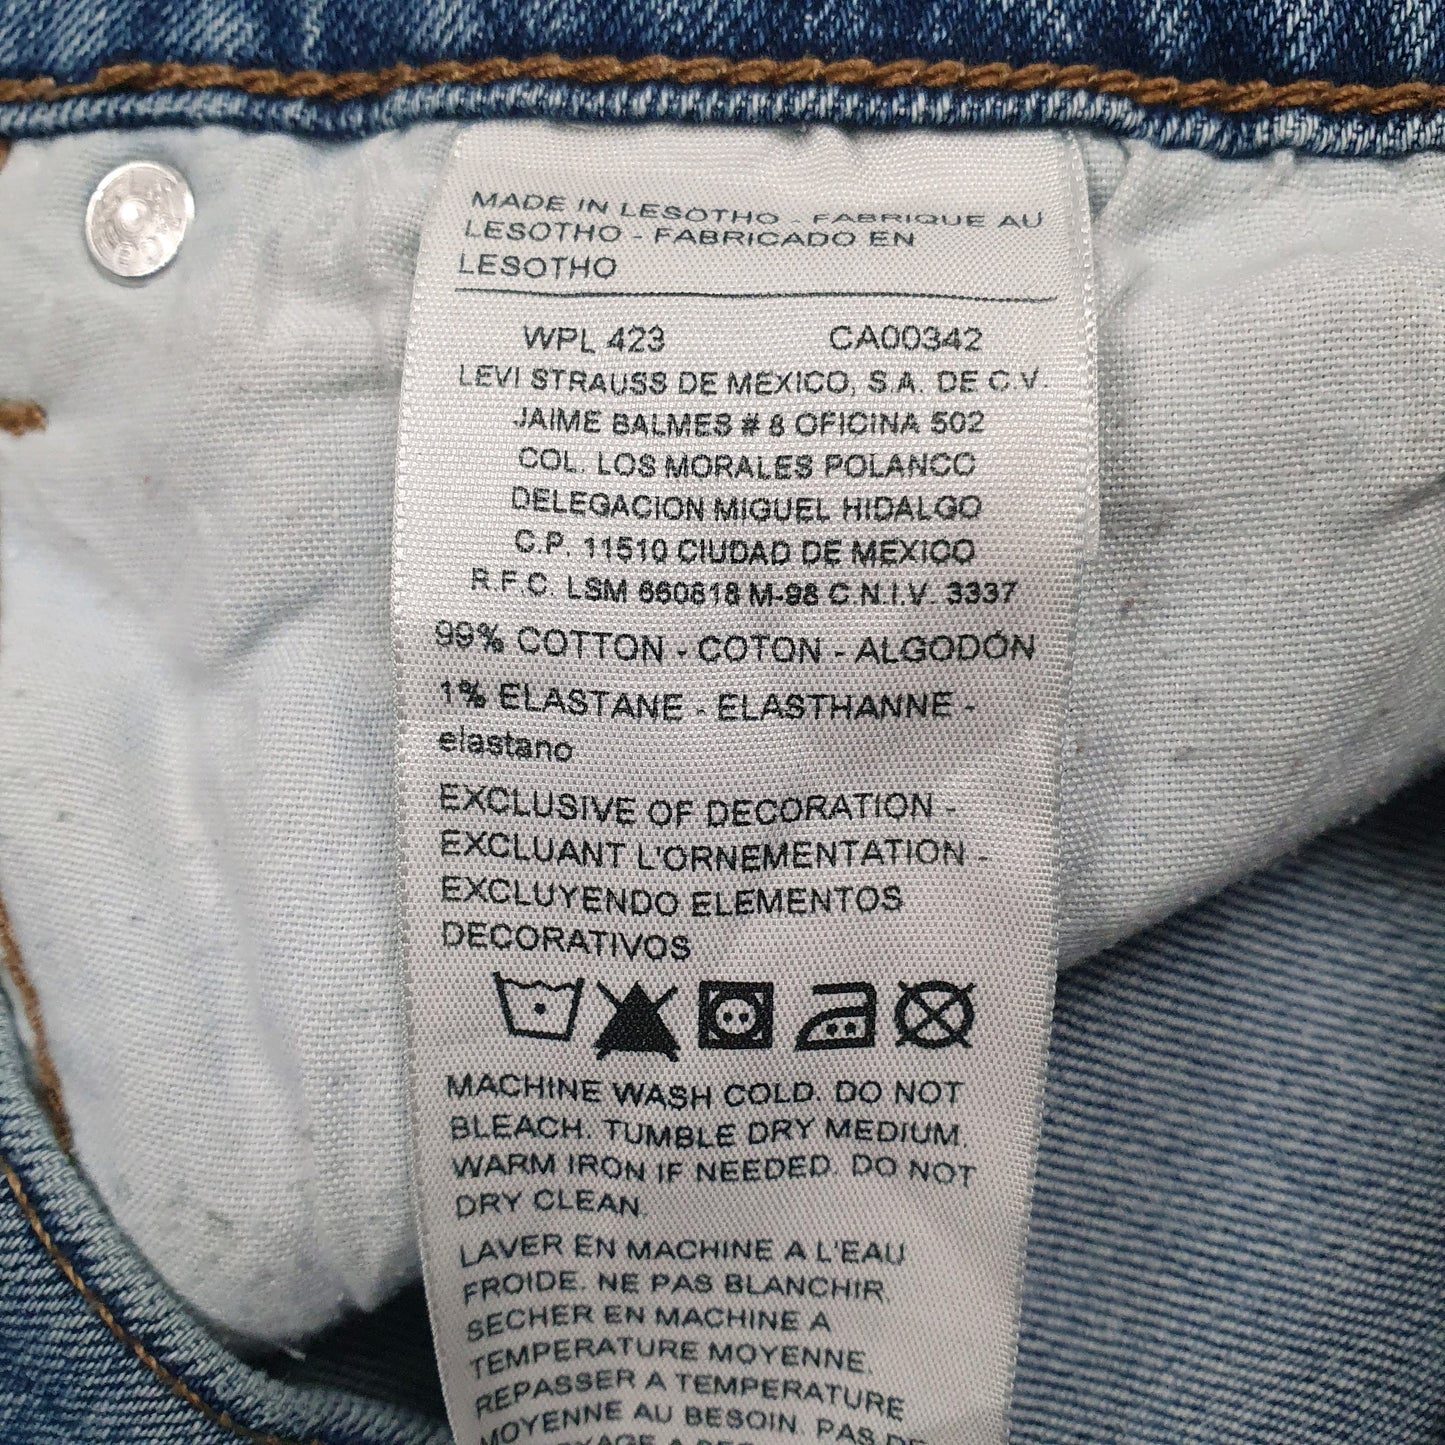 MADE IN LESOTHO - FABRIQUE AU
LESOTHO - FABRICADO EN
LESOTHO
WPL 423 CA00342
LEVI STRAUSS DE MEXICO, S.A. DE C.V.
JAIME BALMES # 8 OFICINA 502
COL. LOS MORALES POLANCO
DELEGACION MIGUEL HIDALGO
C.P. 11510 CIUDAD DE MEXICO
R.F.C. LSM 660618 M-98 C.N.I.V. 3337
99% COTTON - COTON - ALGODÓN
1% ELASTANE - ELASTHANNE -
elastano
EXCLUSIVE OF DECORATION -
EXCLUANT L'ORNEMENTATION -
EXCLUYENDO ELEMENTOS
DECORATIVOS
MACHINE WASH COLD. DO NOT
BLEACH. TUMBLE DRY MEDIUM.
WARM IRON IF NEEDED. DO NOT
DRY CLEAN.
LAVER EN MACHINE A L'EAU
FROIDE. NE PAS BLANCHIR.
SECHER EN MACHINE A
TEMPERATURE MOYENNE.
REPASSER A TEMPERATURE
MOYENNE AU BESOIN. PAS DE